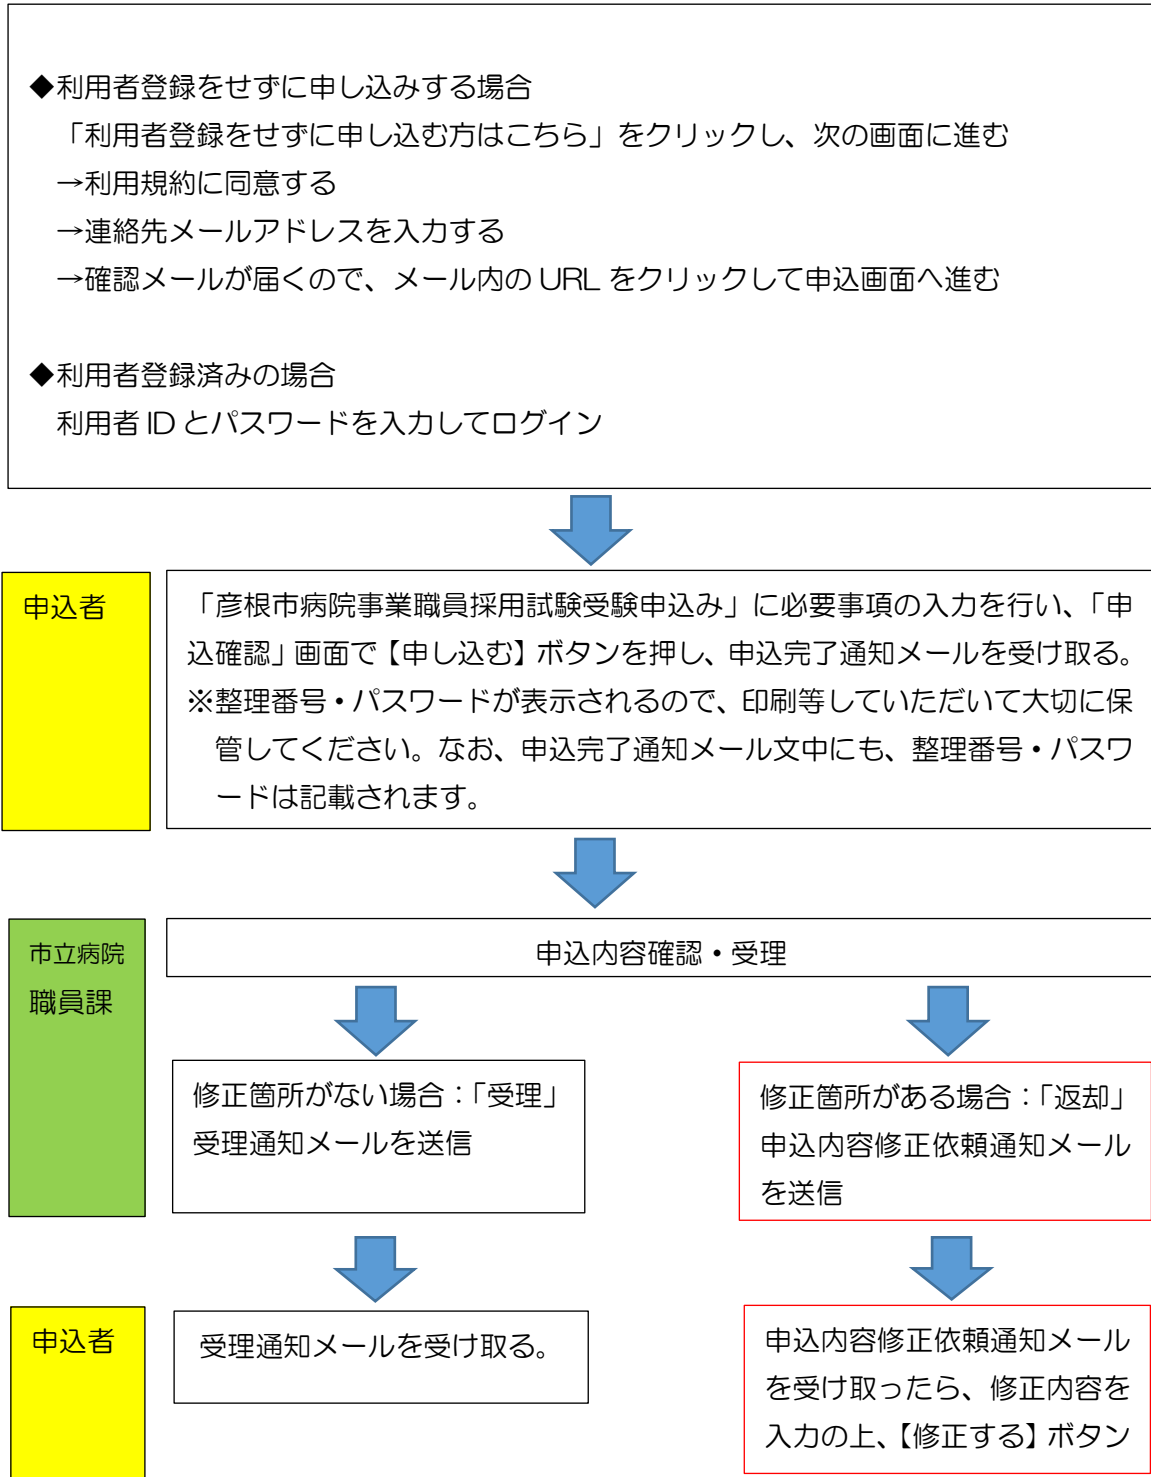 ◆利用者登録をせずに申し込みする場合
「利用者登録をせずに申し込む方はこちら」をクリックし、次の画面に進む
→利用規約に同意する
→連絡先メールアドレスを入力する
→確認メールが届くので、メール内の URL をクリックして申込画面へ進む
◆利用者登録済みの場合
利用者 ID とパスワードを入力してログイン
申込者
「彦根市病院事業職員採用試験受験申込み」に必要事項の入力を行い、「申
込確認」画面で【申し込む】ボタンを押し、申込完了通知メールを受け取る。
※整理番号・パスワードが表示されるので、印刷等していただいて大切に保
管してください。なお、申込完了通知メール文中にも、整理番号・パスワ
ードは記載されます。
市立病院
職員課
申込内容確認・受理
修正箇所がない場合：「受理」
受理通知メールを送信
修正箇所がある場合：「返却」
申込内容修正依頼通知メール
を送信
申込者
受理通知メールを受け取る。
申込内容修正依頼通知メール
を受け取ったら、修正内容を
入力の上、【修正する】ボタン